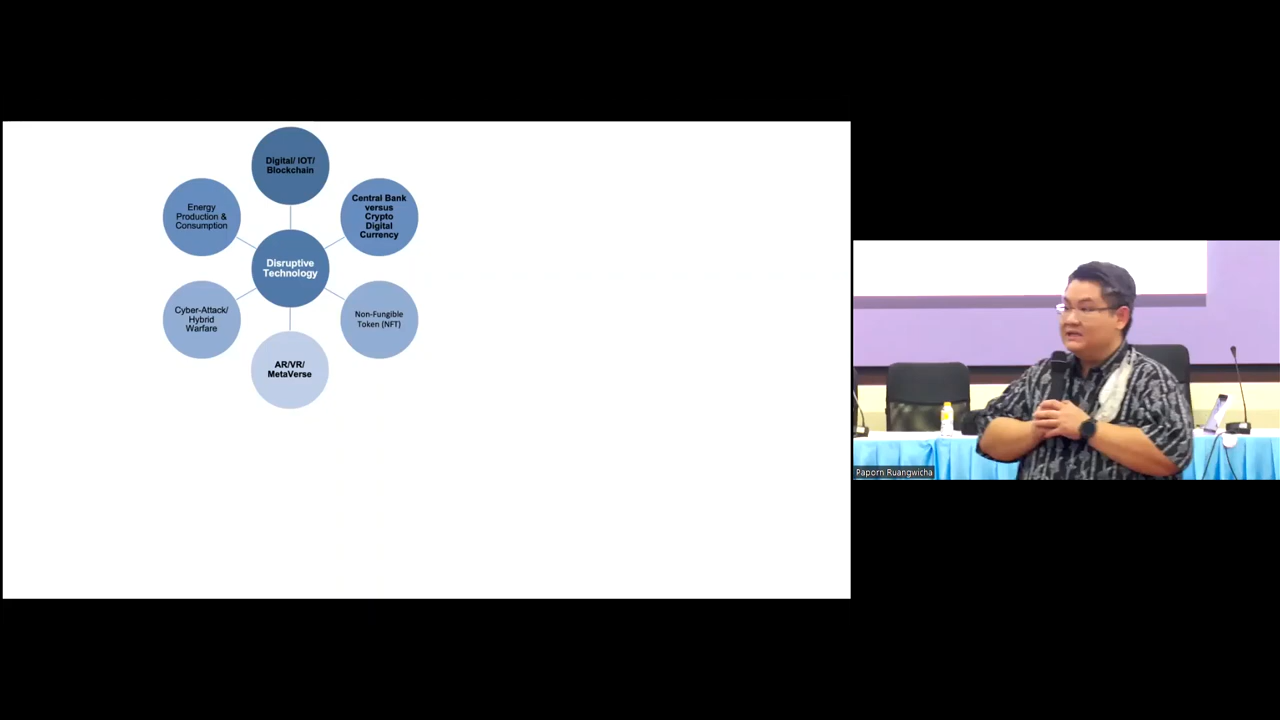 Digital/ IOT/
Blockchain
Central Bank
versus
Crypto
Digital
Currency
Non-Fungible
Token (NFT)
AR/VR/
MetaVerse
Cyber-Attack/
Hybrid
Warfare
Energy
Production &
Consumption
Disruptive
Technology
Paporn Ruangwicha